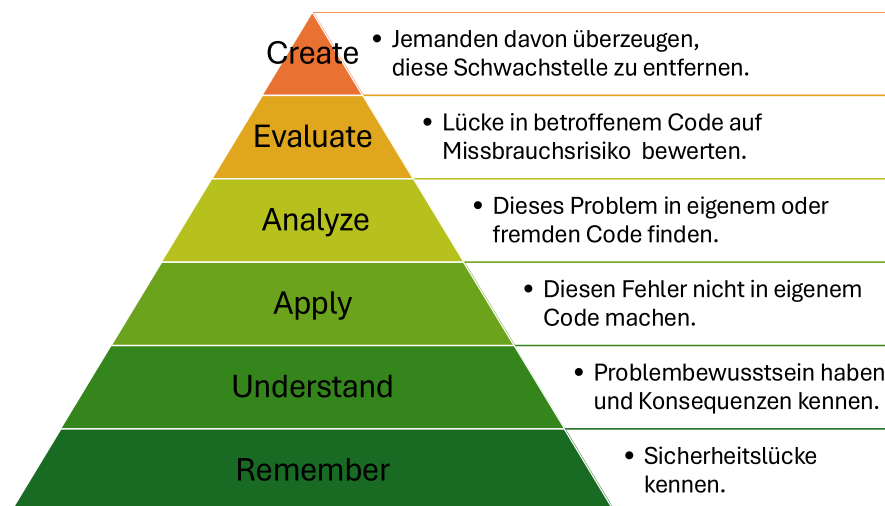 Create
• Jemanden davon überzeugen,
diese Schwachstelle zu entfernen.
Evaluate
• Lücke in betroffenem Code auf
Missbrauchsrisiko  bewerten.
Analyze
• Dieses Problem in eigenem oder
fremden Code finden.
Apply
• Diesen Fehler nicht in eigenem
Code machen.
Understand
• Problembewusstsein haben
und Konsequenzen kennen.
Remember
• Sicherheitslücke
kennen.